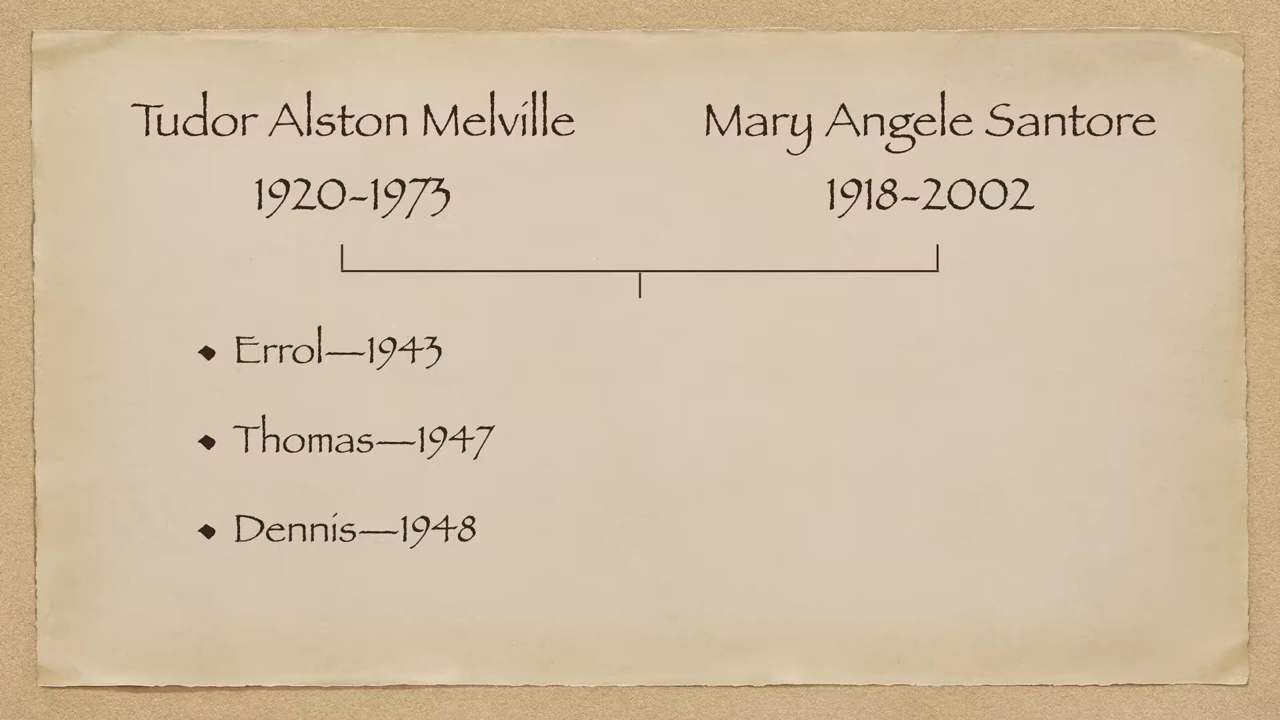 Tudor Alston Melville
Mary Angele Santore
1920-1973
1918-2002
Errol—1943
Thomas—1947
Dennis—1948